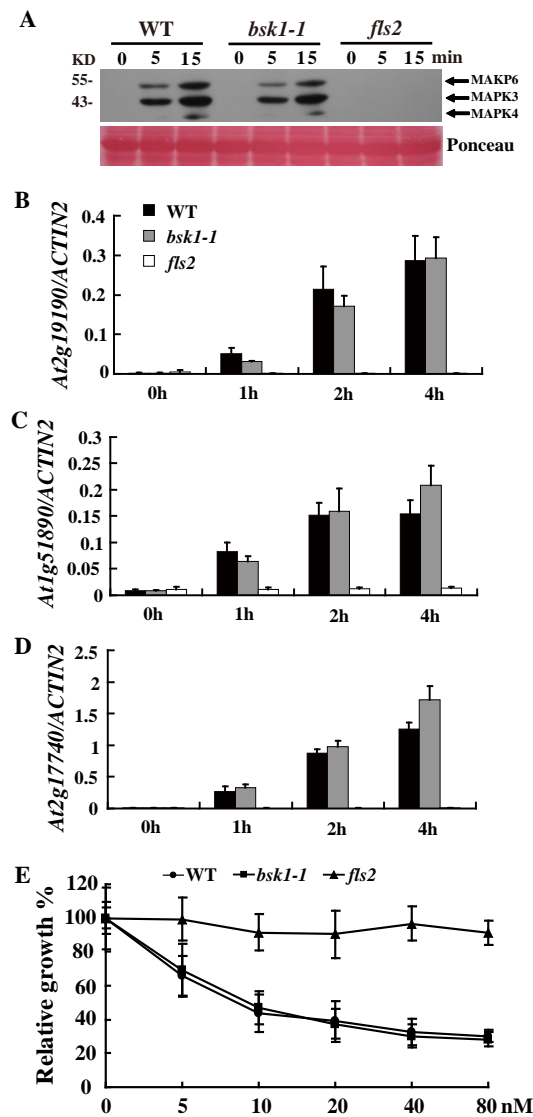 A
WT bsk1-1 fls2
KD 0 5 15 0 5 15 0 5 15 min
55-
43-
MAKP6
MAPK3
MAPK4
Ponceau
B
At2g19190/ACTIN2
0.4
0.3
0.2
0.1
0
WT
bsk1-1
fls2
0h 1h 2h 4h
C
At1g51890/ACTIN2
0.3
0.25
0.2
0.15
0.1
0.05
0
0h 1h 2h 4h
D
At2g17740/ACTIN2
2.5
2
1.5
1
0.5
0
0h 1h 2h 4h
E
WT bsk1-1 fls2
Relative growth %
120
100
80
60
40
20
0
0 5 10 20 40 80 nM